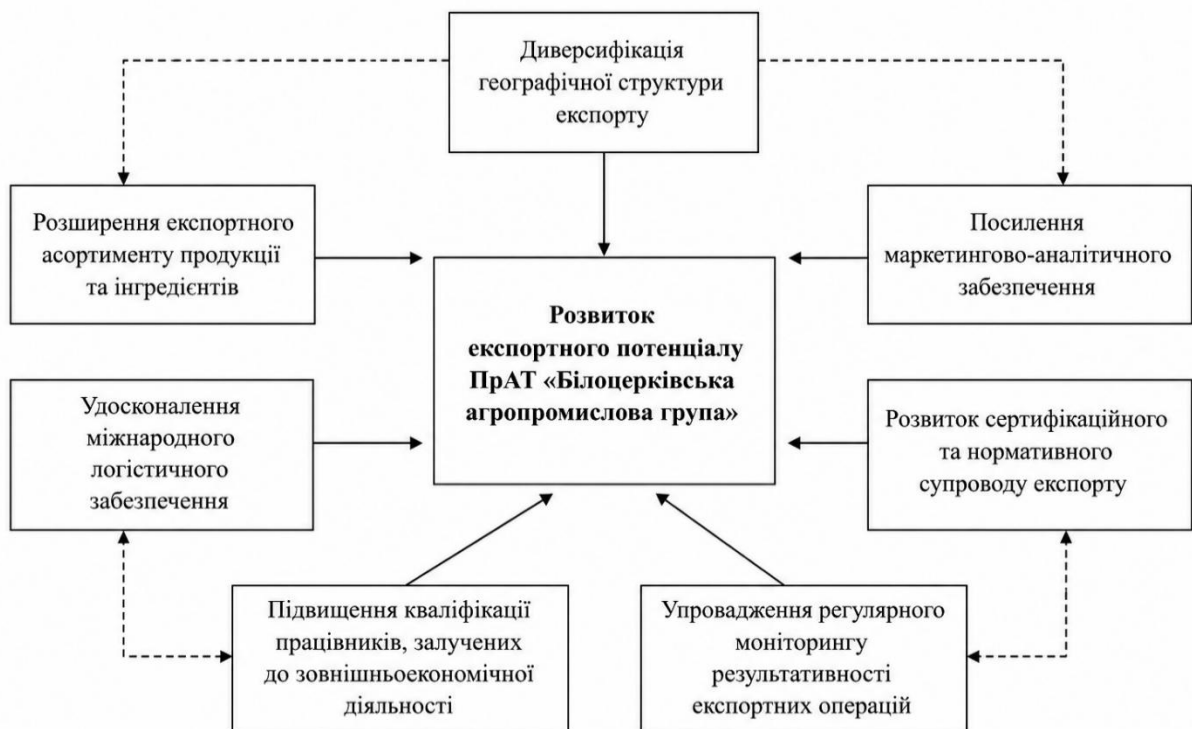 Диверсифікація
географічної структури
експорту
Розширення експортного
асортименту продукції
та інгредієнтів
Посилення
маркетингово-аналітичного
забезпечення
Розвиток
експортного потенціалу
ПрАТ «Білоцерківська
агропромислова група»
Удосконалення
міжнародного
логістичного
забезпечення
Розвиток сертифікаційного
та нормативного
супроводу експорту
Підвищення кваліфікації
працівників, залучених
до зовнішньоекономічної
діяльності
Упровадження регулярного
моніторингу
результативності
експортних операцій